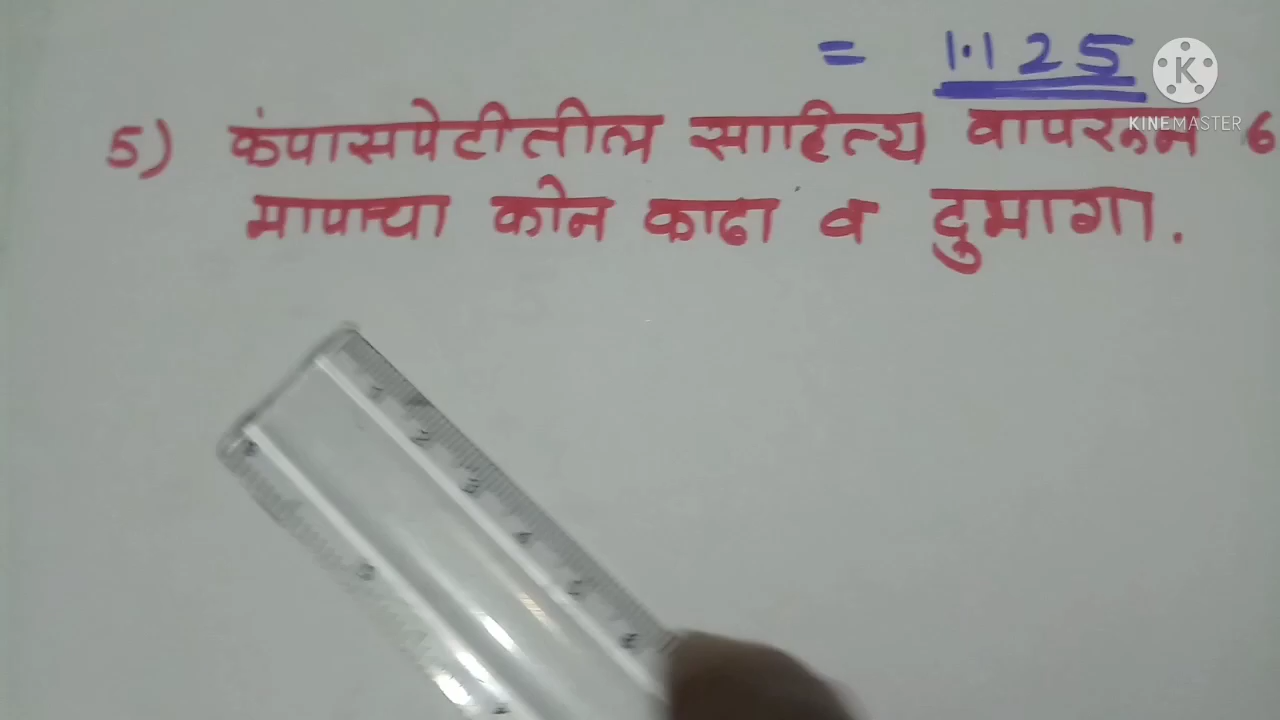 = 1.125
5) कंपासपेटीतील साहित्य वापरून 6
मापाचा कोन काढा व दुभागा.
KINEMASTER